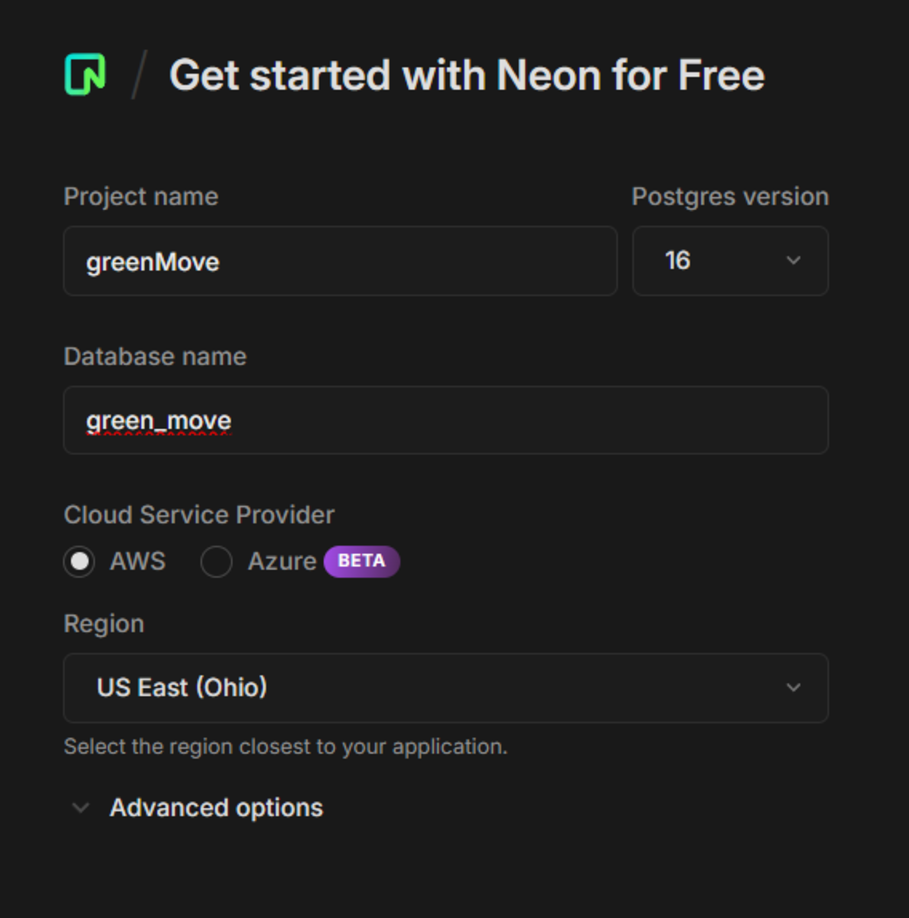 / Get started with Neon for Free
Project name Postgres version
greenMove 16
Database name
green_move
Cloud Service Provider
AWS Azure BETA
Region
US East (Ohio)
Select the region closest to your application.
Advanced options